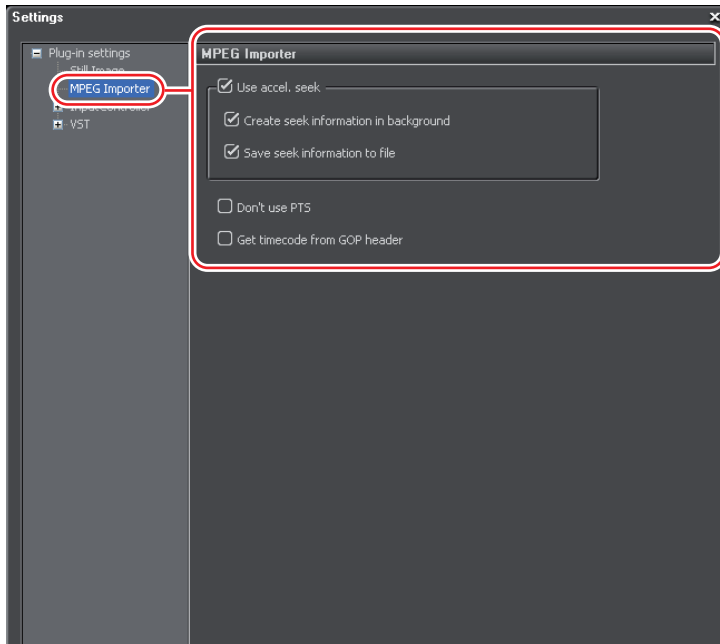 Settings
Plug-in settings
Still Image
MPEG Importer
VST
MPEG Importer
Use accel. seek
Create seek information in background
Save seek information to file
Don't use PTS
Get timecode from GOP header